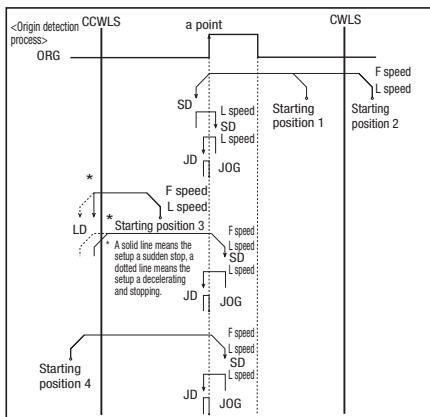 <Origin detection
process>
CCWLS
a point
CWLS
ORG
F speed
L speed
SD
Starting
position 1
Starting
position 2
L speed
SD
L speed
JD
JOG
*
F speed
L speed
LD
*
Starting position 3
* A solid line means the
setup a sudden stop, a
dotted line means the
setup a decelerating
and stopping.
F speed
L speed
SD
L speed
JD
JOG
F speed
L speed
SD
Starting
position 4
L speed
JD
JOG